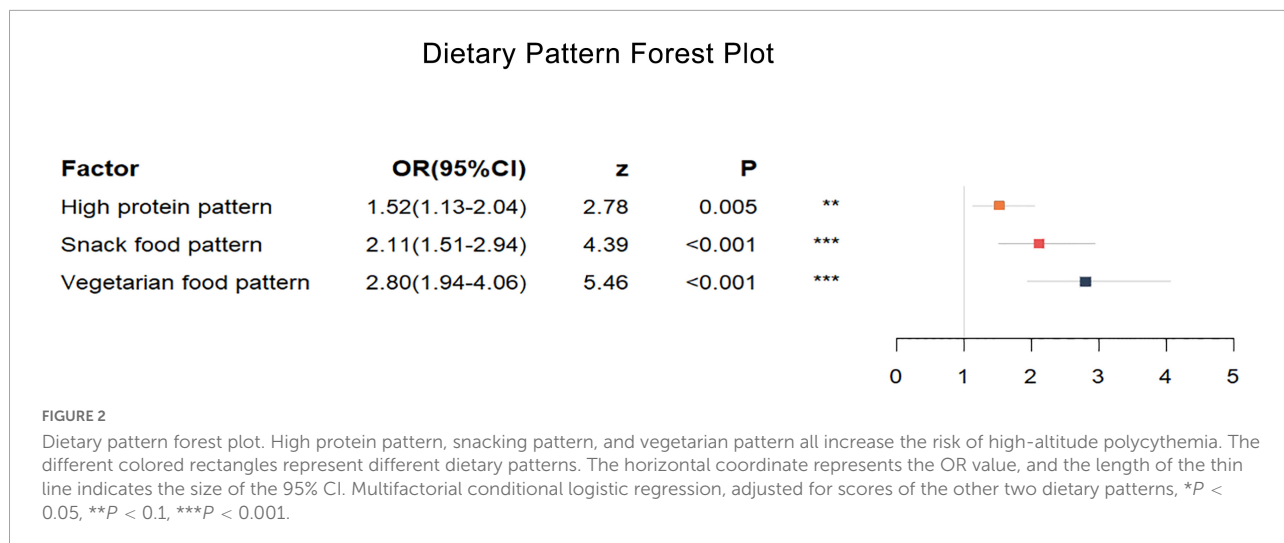 Dietary Pattern Forest Plot
Factor OR(95%CI) z P
High protein pattern 1.52(1.13-2.04) 2.78 0.005 **
Snack food pattern 2.11(1.51-2.94) 4.39 <0.001 ***
Vegetarian food pattern 2.80(1.94-4.06) 5.46 <0.001 ***
0 1 2 3 4 5
FIGURE 2
Dietary pattern forest plot. High protein pattern, snacking pattern, and vegetarian pattern all increase the risk of high-altitude polycythemia. The
different colored rectangles represent different dietary patterns. The horizontal coordinate represents the OR value, and the length of the thin
line indicates the size of the 95% CI. Multifactorial conditional logistic regression, adjusted for scores of the other two dietary patterns, *P <
0.05, **P < 0.1, ***P < 0.001.